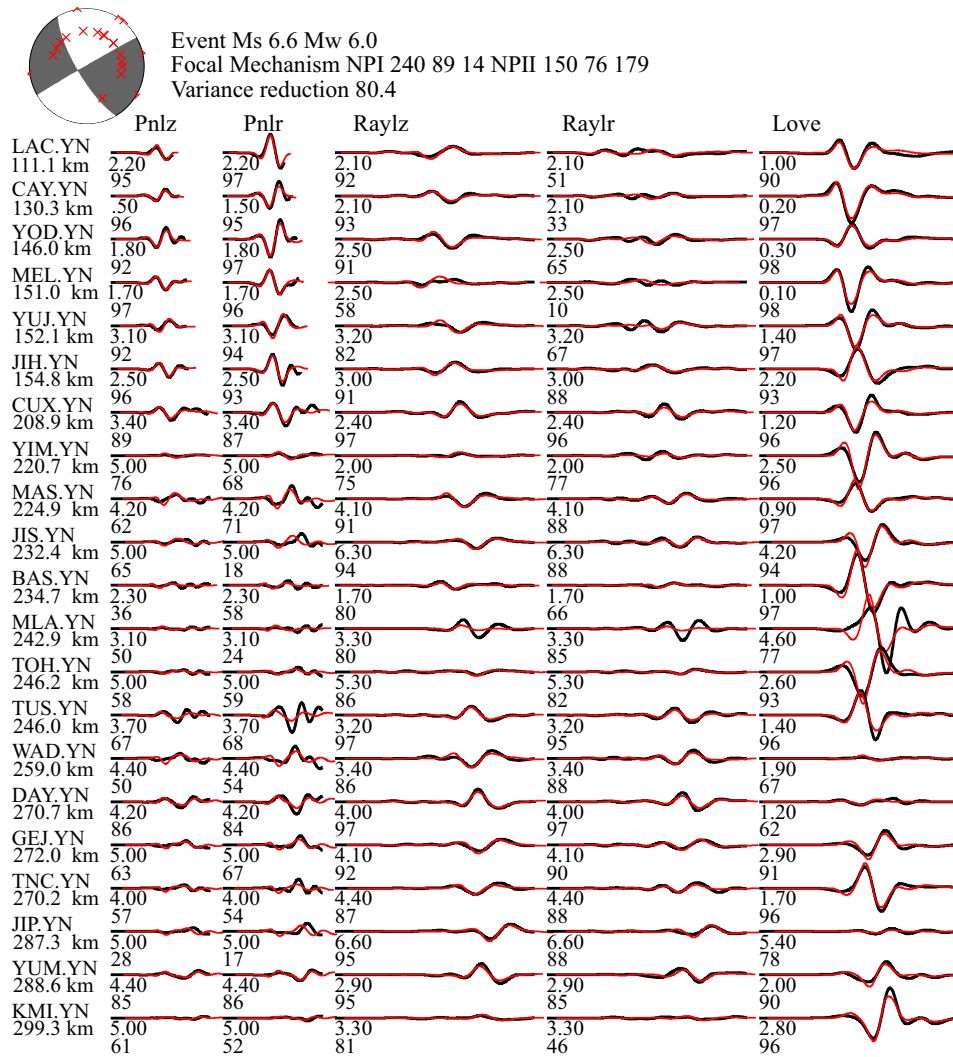 Event Ms 6.6 Mw 6.0
Focal Mechanism NPI 240 89 14 NPII 150 76 179
Variance reduction 80.4
Pnlz Pnlr Raylz Raylr Love
LAC.YN
111.1 km 2.20 2.20 2.10 2.10 1.00
95 97 92 51 90
CAY.YN
130.3 km .50 1.50 2.10 2.10 0.20
96 95 93 33 97
YOD.YN
146.0 km 1.80 1.80 2.50 2.50 0.30
92 97 91 65 98
MEL.YN
151.0 km 1.70 1.70 2.50 2.50 0.10
97 96 58 10 98
YUJ.YN
152.1 km 3.10 3.10 3.20 3.20 1.40
92 94 82 67 97
JIH.YN
154.8 km 2.50 2.50 3.00 3.00 2.20
96 93 91 88 93
CUX.YN
208.9 km 3.40 3.40 2.40 2.40 1.20
89 87 97 96 96
YIM.YN
220.7 km 5.00 5.00 2.00 2.00 2.50
76 68 75 77 96
MAS.YN
224.9 km 4.20 4.20 4.10 4.10 0.90
62 71 91 88 97
JIS.YN
232.4 km 5.00 5.00 6.30 6.30 4.20
65 18 94 88 94
BAS.YN
234.7 km 2.30 2.30 1.70 1.70 1.00
36 58 80 66 97
MLA.YN
242.9 km 3.10 3.10 3.30 3.30 4.60
50 24 80 85 77
TOH.YN
246.2 km 5.00 5.00 5.30 5.30 2.60
58 59 86 82 93
TUS.YN
246.0 km 3.70 3.70 3.20 3.20 1.40
67 68 97 95 96
WAD.YN
259.0 km 4.40 4.40 3.40 3.40 1.90
50 54 86 88 67
DAY.YN
270.7 km 4.20 4.20 4.00 4.00 1.20
86 84 97 97 62
GEJ.YN
272.0 km 5.00 5.00 4.10 4.10 2.90
63 67 92 90 91
TNC.YN
270.2 km 4.00 4.00 4.40 4.40 1.70
57 54 87 88 96
JIP.YN
287.3 km 5.00 5.00 6.60 6.60 5.40
28 17 95 88 78
YUM.YN
288.6 km 4.40 4.40 2.90 2.90 2.00
85 86 95 85 90
KMI.YN
299.3 km 5.00 5.00 3.30 3.30 2.80
61 52 81 46 96